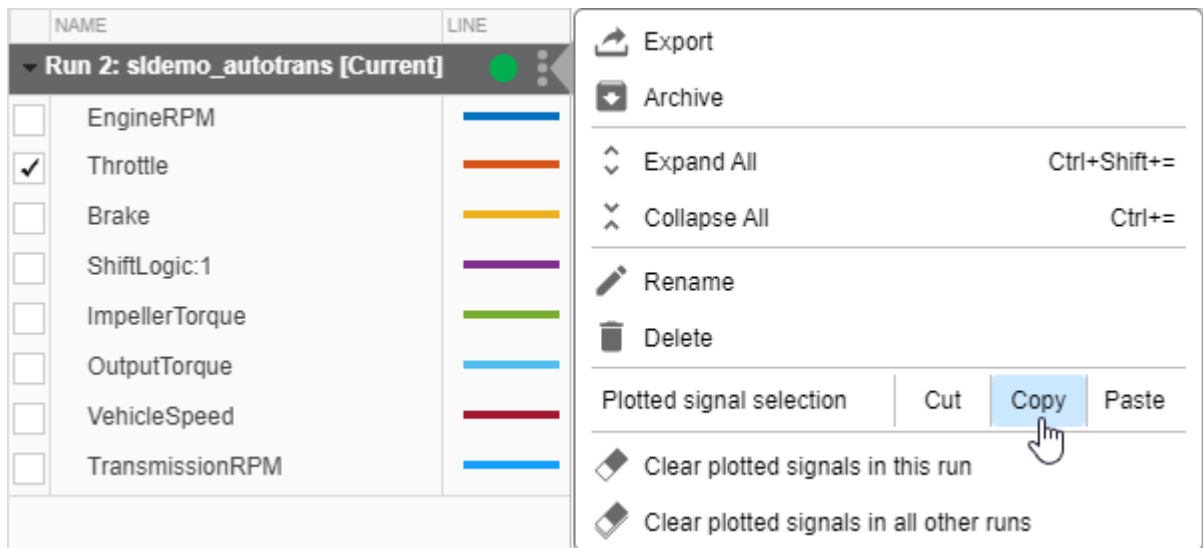 NAME LINE
Run 2: sldemo_autotrans [Current]
EngineRPM
Throttle
Brake
ShiftLogic:1
ImpellerTorque
OutputTorque
VehicleSpeed
TransmissionRPM
Export
Archive
Expand All Ctrl+Shift+=
Collapse All Ctrl+=
Rename
Delete
Plotted signal selection Cut Copy Paste
Clear plotted signals in this run
Clear plotted signals in all other runs